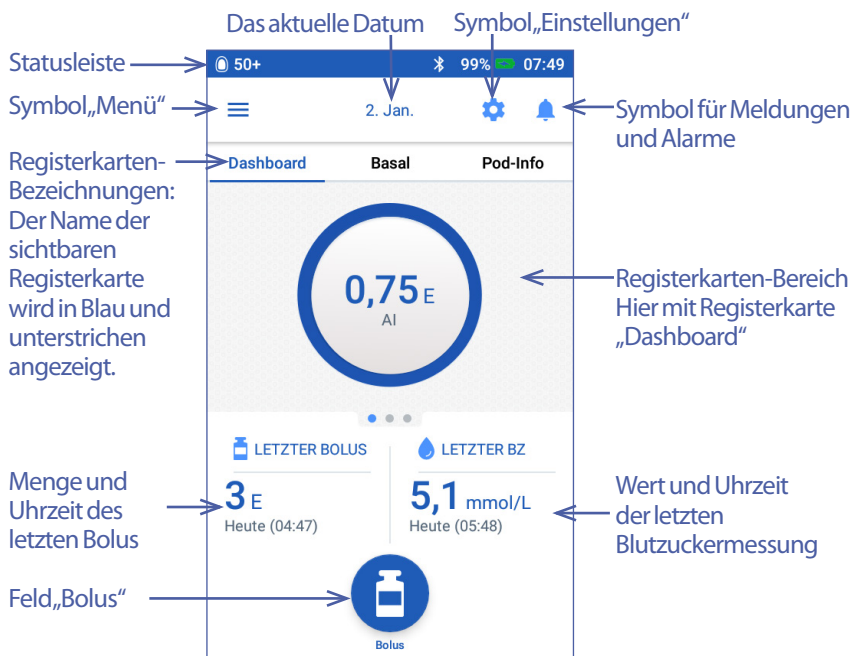 Das aktuelle Datum
Symbol „Einstellungen“
Statusleiste
50+
99%
07:49
Symbol „Menü“
2. Jan.
Symbol für Meldungen
und Alarme
Registerkarten-
Bezeichnungen:
Der Name der
sichtbaren
Registerkarte
wird in Blau und
unterstrichen
angezeigt.
Dashboard
Basal
Pod-Info
0,75 E
AI
Registerkarten-Bereich
Hier mit Registerkarte
„Dashboard“
LETZTER BOLUS
LETZTER BZ
Menge und
Uhrzeit des
letzten Bolus
3 E
Heute (04:47)
5,1 mmol/L
Heute (05:48)
Wert und Uhrzeit
der letzten
Blutzuckermessung
Feld „Bolus“
Bolus